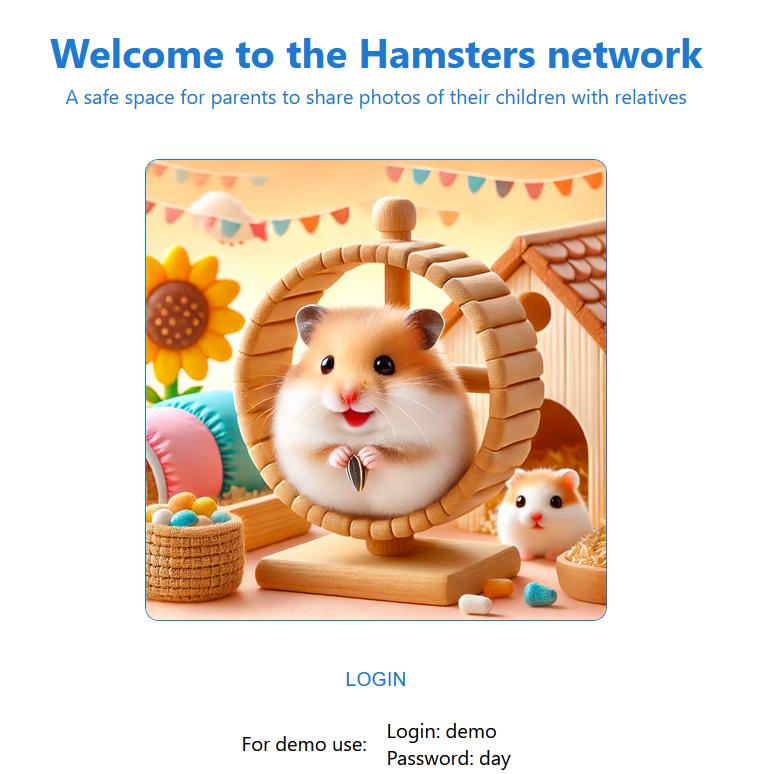 Welcome to the Hamsters network
A safe space for parents to share photos of their children with relatives
LOGIN
For demo use:
Login: demo
Password: day